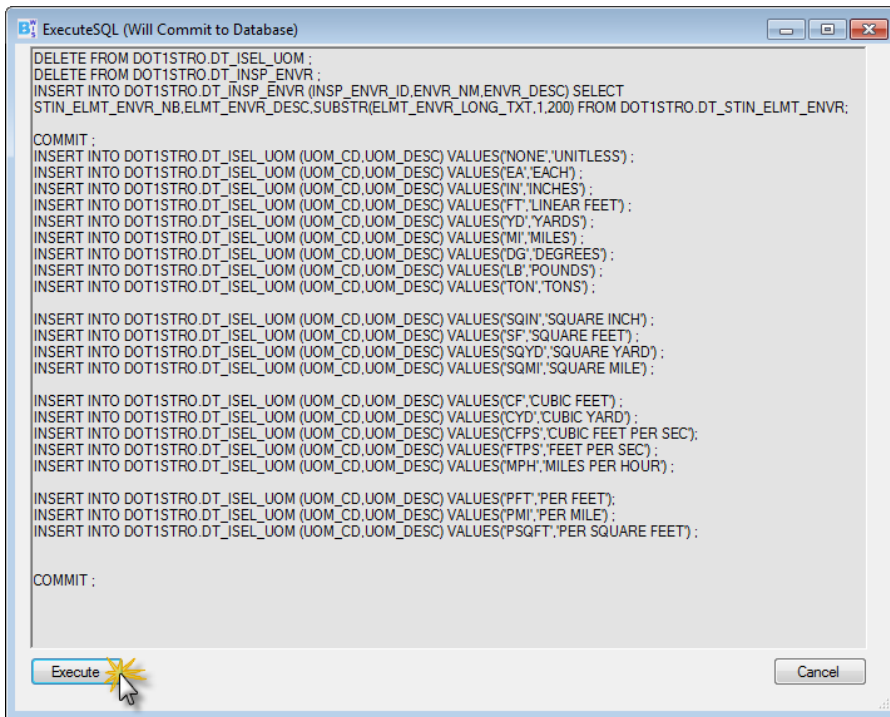 ExecuteSQL (Will Commit to Database)
DELETE FROM DOT1STRO.DT_ISEL_UOM ;
DELETE FROM DOT1STRO.DT_INSP_ENVR ;
INSERT INTO DOT1STRO.DT_INSP_ENVR (INSP_ENVR_ID,ENVR_NM,ENVR_DESC) SELECT
STIN_ELMT_ENVR_NB,ELMT_ENVR_DESC,SUBSTR(ELMT_ENVR_LONG_TXT,1,200) FROM DOT1STRO.DT_STIN_ELMT_ENVR;
COMMIT ;
INSERT INTO DOT1STRO.DT_ISEL_UOM (UOM_CD,UOM_DESC) VALUES('NONE','UNITLESS') ;
INSERT INTO DOT1STRO.DT_ISEL_UOM (UOM_CD,UOM_DESC) VALUES('EA','EACH') ;
INSERT INTO DOT1STRO.DT_ISEL_UOM (UOM_CD,UOM_DESC) VALUES('IN','INCHES') ;
INSERT INTO DOT1STRO.DT_ISEL_UOM (UOM_CD,UOM_DESC) VALUES('FT','LINEAR FEET') ;
INSERT INTO DOT1STRO.DT_ISEL_UOM (UOM_CD,UOM_DESC) VALUES('YD','YARDS') ;
INSERT INTO DOT1STRO.DT_ISEL_UOM (UOM_CD,UOM_DESC) VALUES('MI','MILES') ;
INSERT INTO DOT1STRO.DT_ISEL_UOM (UOM_CD,UOM_DESC) VALUES('DG','DEGREES') ;
INSERT INTO DOT1STRO.DT_ISEL_UOM (UOM_CD,UOM_DESC) VALUES('LB','POUNDS') ;
INSERT INTO DOT1STRO.DT_ISEL_UOM (UOM_CD,UOM_DESC) VALUES('TON','TONS') ;
INSERT INTO DOT1STRO.DT_ISEL_UOM (UOM_CD,UOM_DESC) VALUES('SQIN','SQUARE INCH') ;
INSERT INTO DOT1STRO.DT_ISEL_UOM (UOM_CD,UOM_DESC) VALUES('SF','SQUARE FEET') ;
INSERT INTO DOT1STRO.DT_ISEL_UOM (UOM_CD,UOM_DESC) VALUES('SQYD','SQUARE YARD') ;
INSERT INTO DOT1STRO.DT_ISEL_UOM (UOM_CD,UOM_DESC) VALUES('SQMI','SQUARE MILE') ;
INSERT INTO DOT1STRO.DT_ISEL_UOM (UOM_CD,UOM_DESC) VALUES('CF','CUBIC FEET') ;
INSERT INTO DOT1STRO.DT_ISEL_UOM (UOM_CD,UOM_DESC) VALUES('CYD','CUBIC YARD') ;
INSERT INTO DOT1STRO.DT_ISEL_UOM (UOM_CD,UOM_DESC) VALUES('CFPS','CUBIC FEET PER SEC');
INSERT INTO DOT1STRO.DT_ISEL_UOM (UOM_CD,UOM_DESC) VALUES('FTPS','FEET PER SEC') ;
INSERT INTO DOT1STRO.DT_ISEL_UOM (UOM_CD,UOM_DESC) VALUES('MPH','MILES PER HOUR') ;
INSERT INTO DOT1STRO.DT_ISEL_UOM (UOM_CD,UOM_DESC) VALUES('PFT','PER FEET');
INSERT INTO DOT1STRO.DT_ISEL_UOM (UOM_CD,UOM_DESC) VALUES('PMI','PER MILE') ;
INSERT INTO DOT1STRO.DT_ISEL_UOM (UOM_CD,UOM_DESC) VALUES('PSQFT','PER SQUARE FEET') ;
COMMIT ;
Execute
Cancel